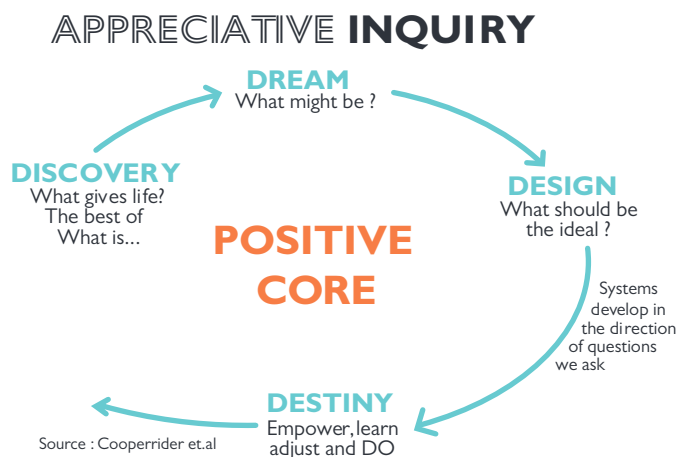 APPRECIATIVE INQUIRY
DREAM
What might be ?
DISCOVERY
What gives life?
The best of
What is...
DESIGN
What should be
the ideal ?
POSITIVE
CORE
Systems
develop in
the direction
of questions
we ask
DESTINY
Empower, learn
adjust and DO
Source : Cooperrider et.al